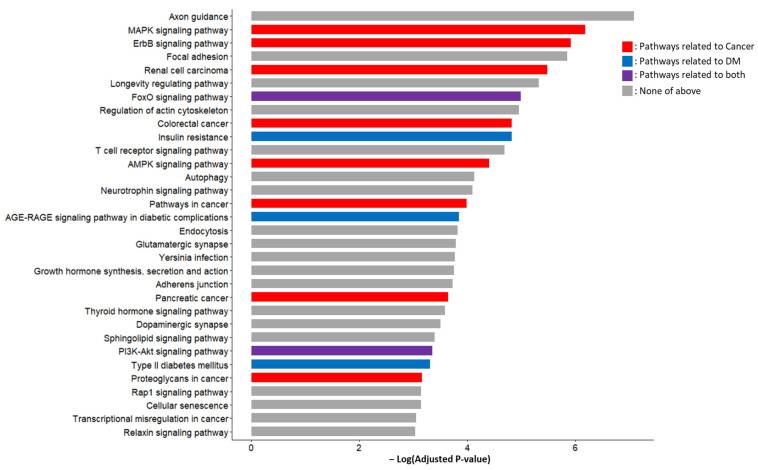 Axon guidance
MAPK signaling pathway
ErbB signaling pathway
Focal adhesion
Renal cell carcinoma
Longevity regulating pathway
FoxO signaling pathway
Regulation of actin cytoskeleton
Colorectal cancer
Insulin resistance
T cell receptor signaling pathway
AMPK signaling pathway
Autophagy
Neurotrophin signaling pathway
Pathways in cancer
AGE-RAGE signaling pathway in diabetic complications
Endocytosis
Glutamatergic synapse
Yersinia infection
Growth hormone synthesis, secretion and action
Adherens junction
Pancreatic cancer
Thyroid hormone signaling pathway
Dopaminergic synapse
Sphingolipid signaling pathway
PI3K-Akt signaling pathway
Type II diabetes mellitus
Proteoglycans in cancer
Rap1 signaling pathway
Cellular senescence
Transcriptional misregulation in cancer
Relaxin signaling pathway
0 2 4 6
– Log(Adjusted P-value)
: Pathways related to Cancer
: Pathways related to DM
: Pathways related to both
: None of above